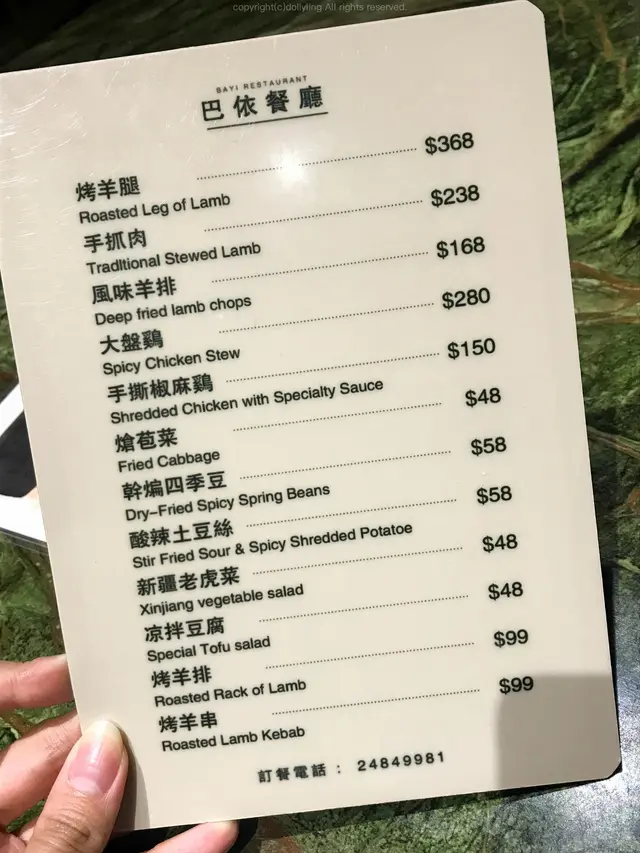 copyright(c)dollyling All rights reserved.
BAYI RESTAURANT
巴依餐廳
烤羊腿 $368
Roasted Leg of Lamb
手抓肉 $238
Traditional Stewed Lamb
風味羊排 $168
Deep fried lamb chops
大盤鷄 $280
Spicy Chicken Stew
手撕椒麻鷄 $150
Shredded Chicken with Specialty Sauce
熗苞菜 $48
Fried Cabbage
幹煸四季豆 $58
Dry-Fried Spicy Spring Beans
酸辣土豆絲 $58
Stir Fried Sour & Spicy Shredded Potatoe
新疆老虎菜 $48
Xinjiang vegetable salad
凉拌豆腐 $48
Special Tofu salad
烤羊排 $99
Roasted Rack of Lamb
烤羊串 $99
Roasted Lamb Kebab
訂餐電話 : 24849981